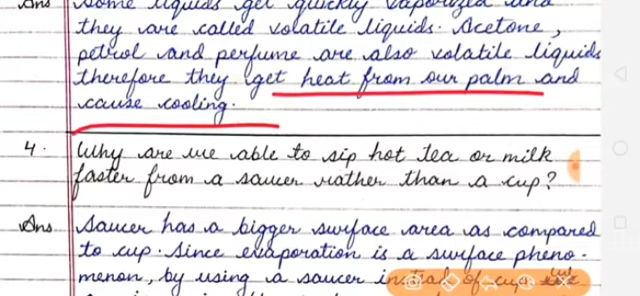 Ans some liquids get quickly vaporized and
they are called volatile liquids. Acetone,
petrol and perfume are also volatile liquids
therefore they get heat from our palm and
cause cooling.
4. Why are we able to sip hot tea or milk
faster from a saucer rather than a cup?
Ans Saucer has a bigger surface area as compared
to cup. Since evaporation is a surface pheno-
menon, by using a saucer instead of cup